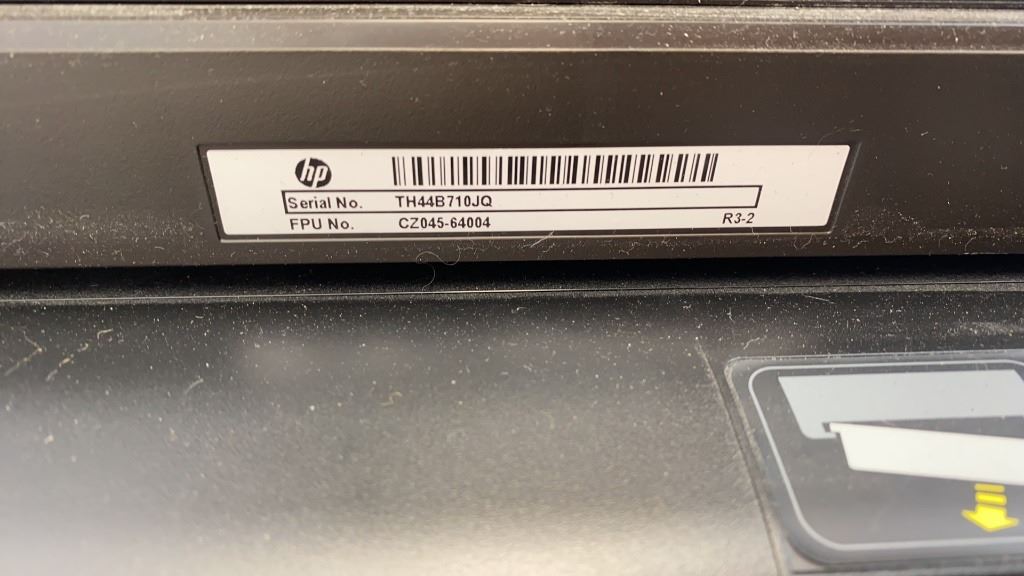 hp
Serial No. TH44B710JQ
FPU No. CZ045-64004 R3-2